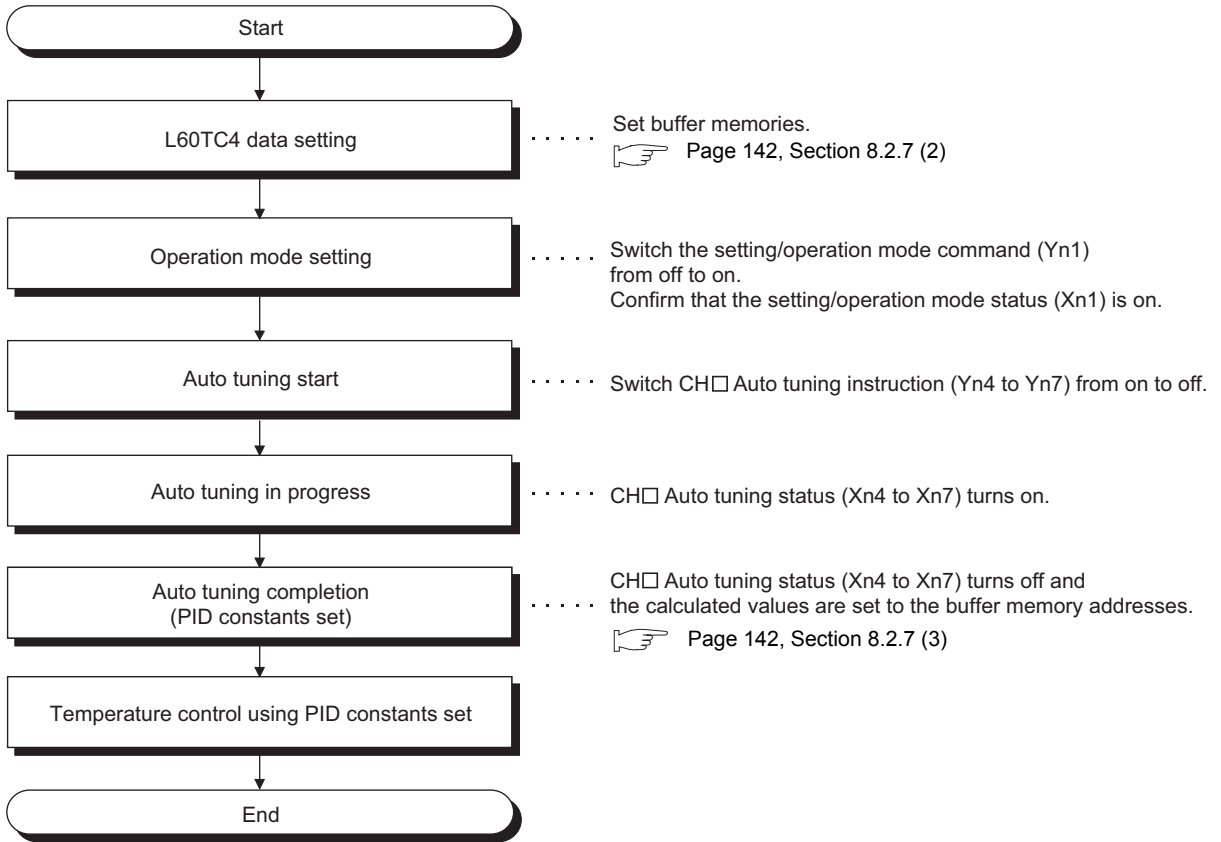 Start
L60TC4 data setting
Set buffer memories.
Page 142, Section 8.2.7 (2)
Operation mode setting
Switch the setting/operation mode command (Yn1)
from off to on.
Confirm that the setting/operation mode status (Xn1) is on.
Auto tuning start
Switch CH□ Auto tuning instruction (Yn4 to Yn7) from on to off.
Auto tuning in progress
CH□ Auto tuning status (Xn4 to Xn7) turns on.
Auto tuning completion
(PID constants set)
CH□ Auto tuning status (Xn4 to Xn7) turns off and
the calculated values are set to the buffer memory addresses.
Page 142, Section 8.2.7 (3)
Temperature control using PID constants set
End